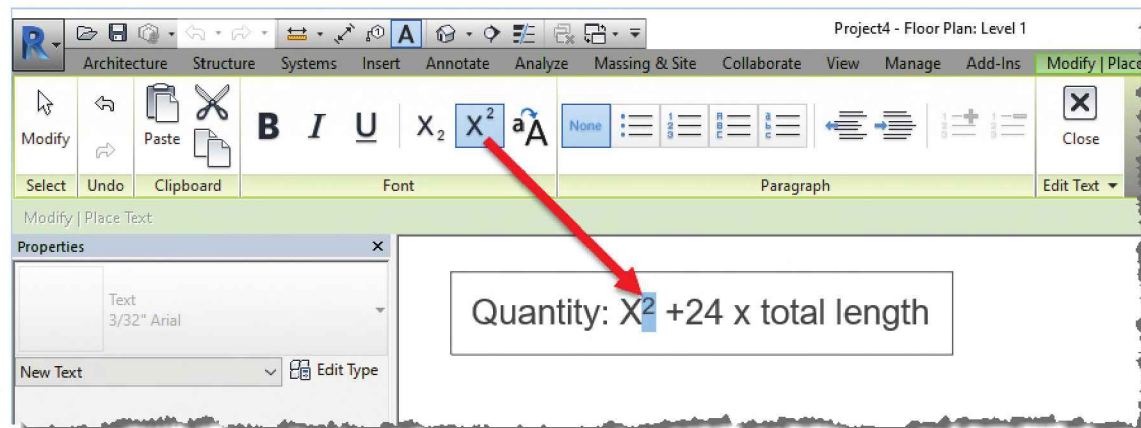 Project4 - Floor Plan: Level 1
R A
Architecture Structure Systems Insert Annotate Analyze Massing & Site Collaborate View Manage Add-Ins Modify | Place
Modify Paste B I U X₂ X² aA None Close
Select Undo Clipboard Font Paragraph Edit Text
Modify | Place Text
Properties
Text
3/32" Arial
New Text Edit Type
Quantity: X² +24 x total length